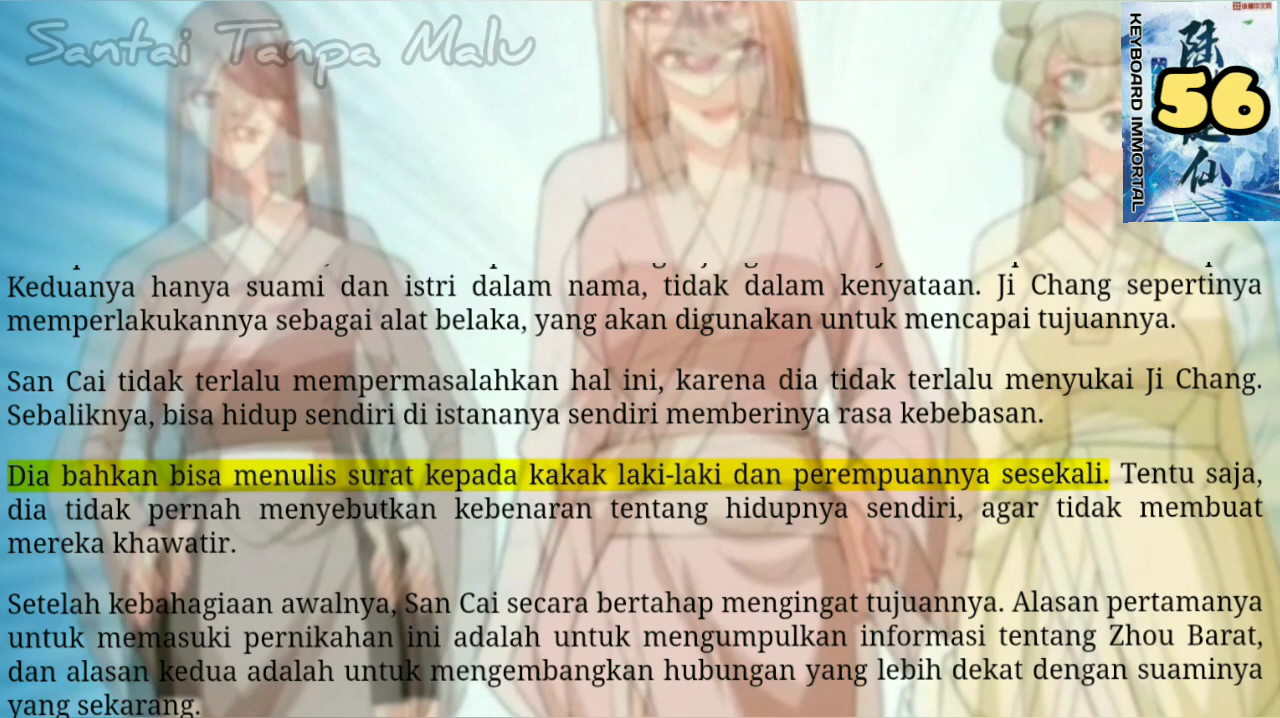 Santai Tanpa Malu
KEYBOARD IMMORTAL
56
仙
Keduanya hanya suami dan istri dalam nama, tidak dalam kenyataan. Ji Chang sepertinya
memperlakukannya sebagai alat belaka, yang akan digunakan untuk mencapai tujuannya.
San Cai tidak terlalu mempermasalahkan hal ini, karena dia tidak terlalu menyukai Ji Chang.
Sebaliknya, bisa hidup sendiri di istananya sendiri memberinya rasa kebebasan.
Dia bahkan bisa menulis surat kepada kakak laki-laki dan perempuannya sesekali. Tentu saja,
dia tidak pernah menyebutkan kebenaran tentang hidupnya sendiri, agar tidak membuat
mereka khawatir.
Setelah kebahagiaan awalnya, San Cai secara bertahap mengingat tujuannya. Alasan pertamanya
untuk memasuki pernikahan ini adalah untuk mengumpulkan informasi tentang Zhou Barat,
dan alasan kedua adalah untuk mengembangkan hubungan yang lebih dekat dengan suaminya
yang sekarang.